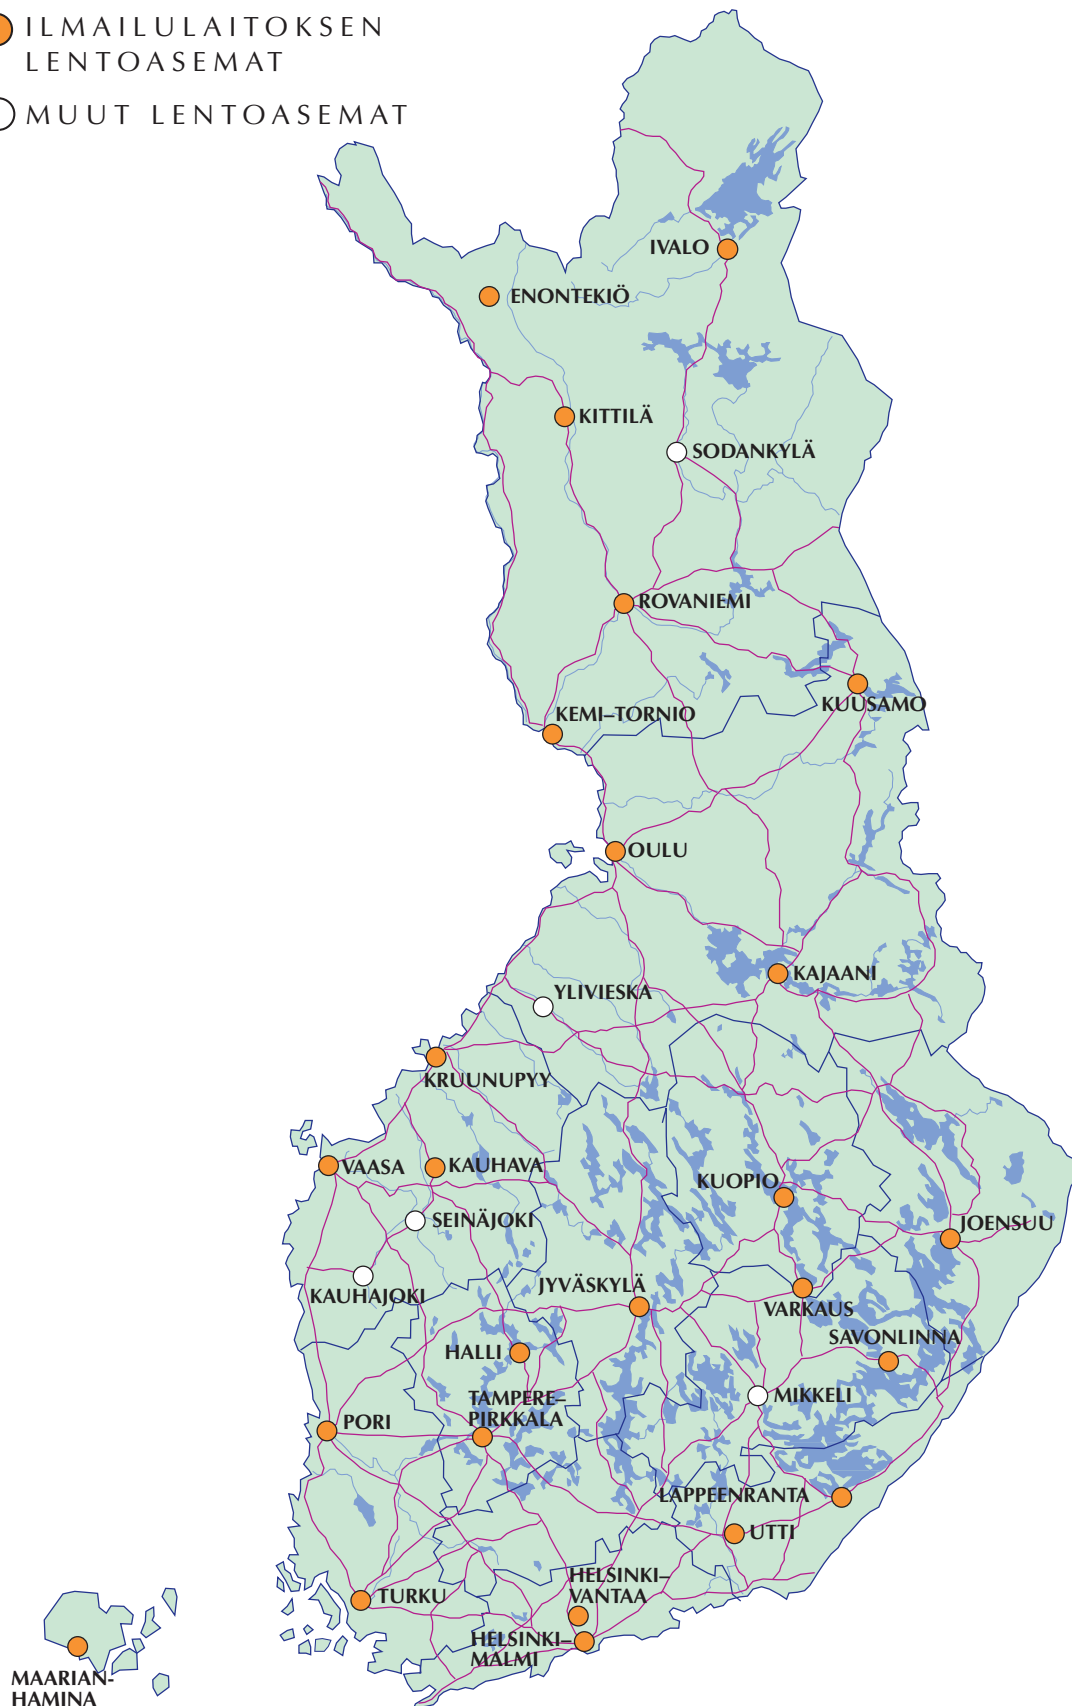 ILMAILULAITOKSEN
LENTOASEMAT
MUUT LENTOASEMAT
IVALO
ENONTEKIÖ
KITTILÄ
SODANKYLÄ
ROVANIEMI
KUUSAMO
KEMI–TORNIO
OULU
KAJAANI
YLIVIESKA
KRUUNUPYY
VAASA
KAUHAVA
KUOPIO
SEINÄJOKI
JOENSUU
KAUHAJOKI
JYVÄSKYLÄ
VARKAUS
SAVONLINNA
HALLI
MIKKELI
TAMPERE–
PIRKKALA
PORI
LAPPEENRANTA
UTTI
HELSINKI–
VANTAA
TURKU
HELSINKI–
MALMI
MAARIAN-
HAMINA